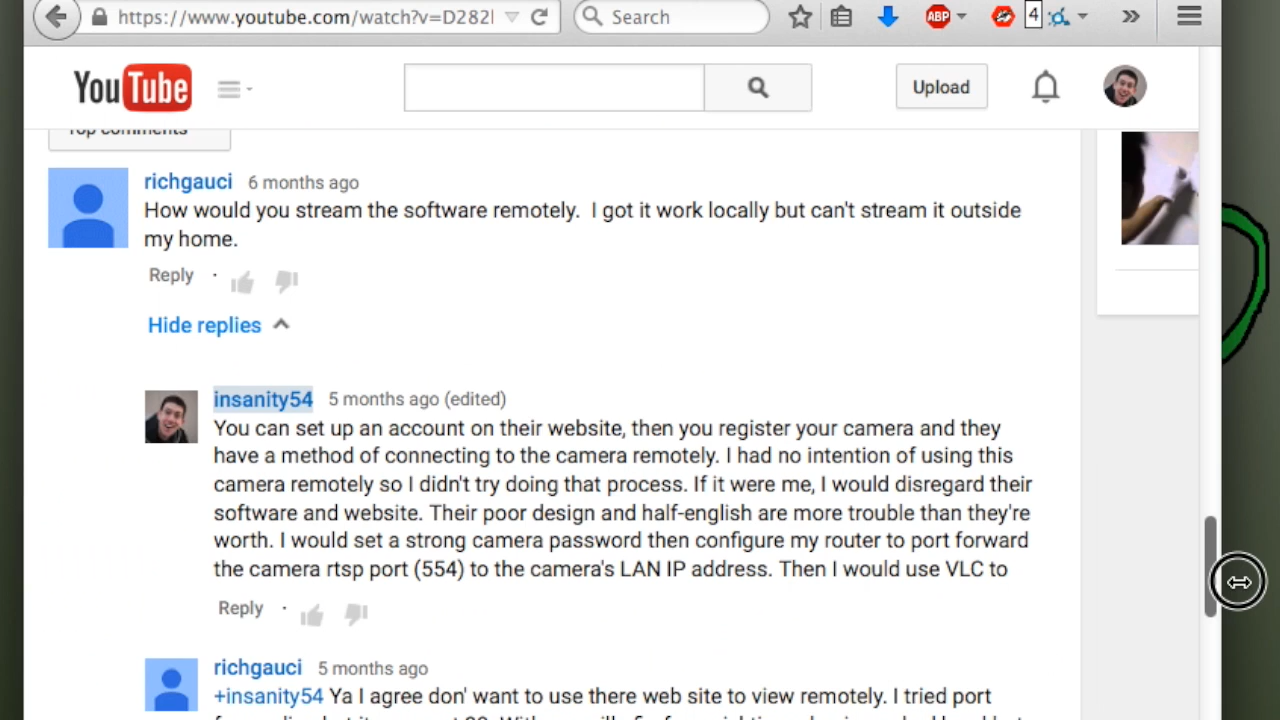 https://www.youtube.com/watch?v=D282
Search
ABP
4
YouTube
Upload
Top comments
richgauci 6 months ago
How would you stream the software remotely. I got it work locally but can't stream it outside
my home.
Reply ·
Hide replies
insanity54 5 months ago (edited)
You can set up an account on their website, then you register your camera and they
have a method of connecting to the camera remotely. I had no intention of using this
camera remotely so I didn't try doing that process. If it were me, I would disregard their
software and website. Their poor design and half-english are more trouble than they're
worth. I would set a strong camera password then configure my router to port forward
the camera rtsp port (554) to the camera's LAN IP address. Then I would use VLC to
Reply ·
richgauci 5 months ago
+insanity54 Ya I agree don' want to use there web site to view remotely. I tried port